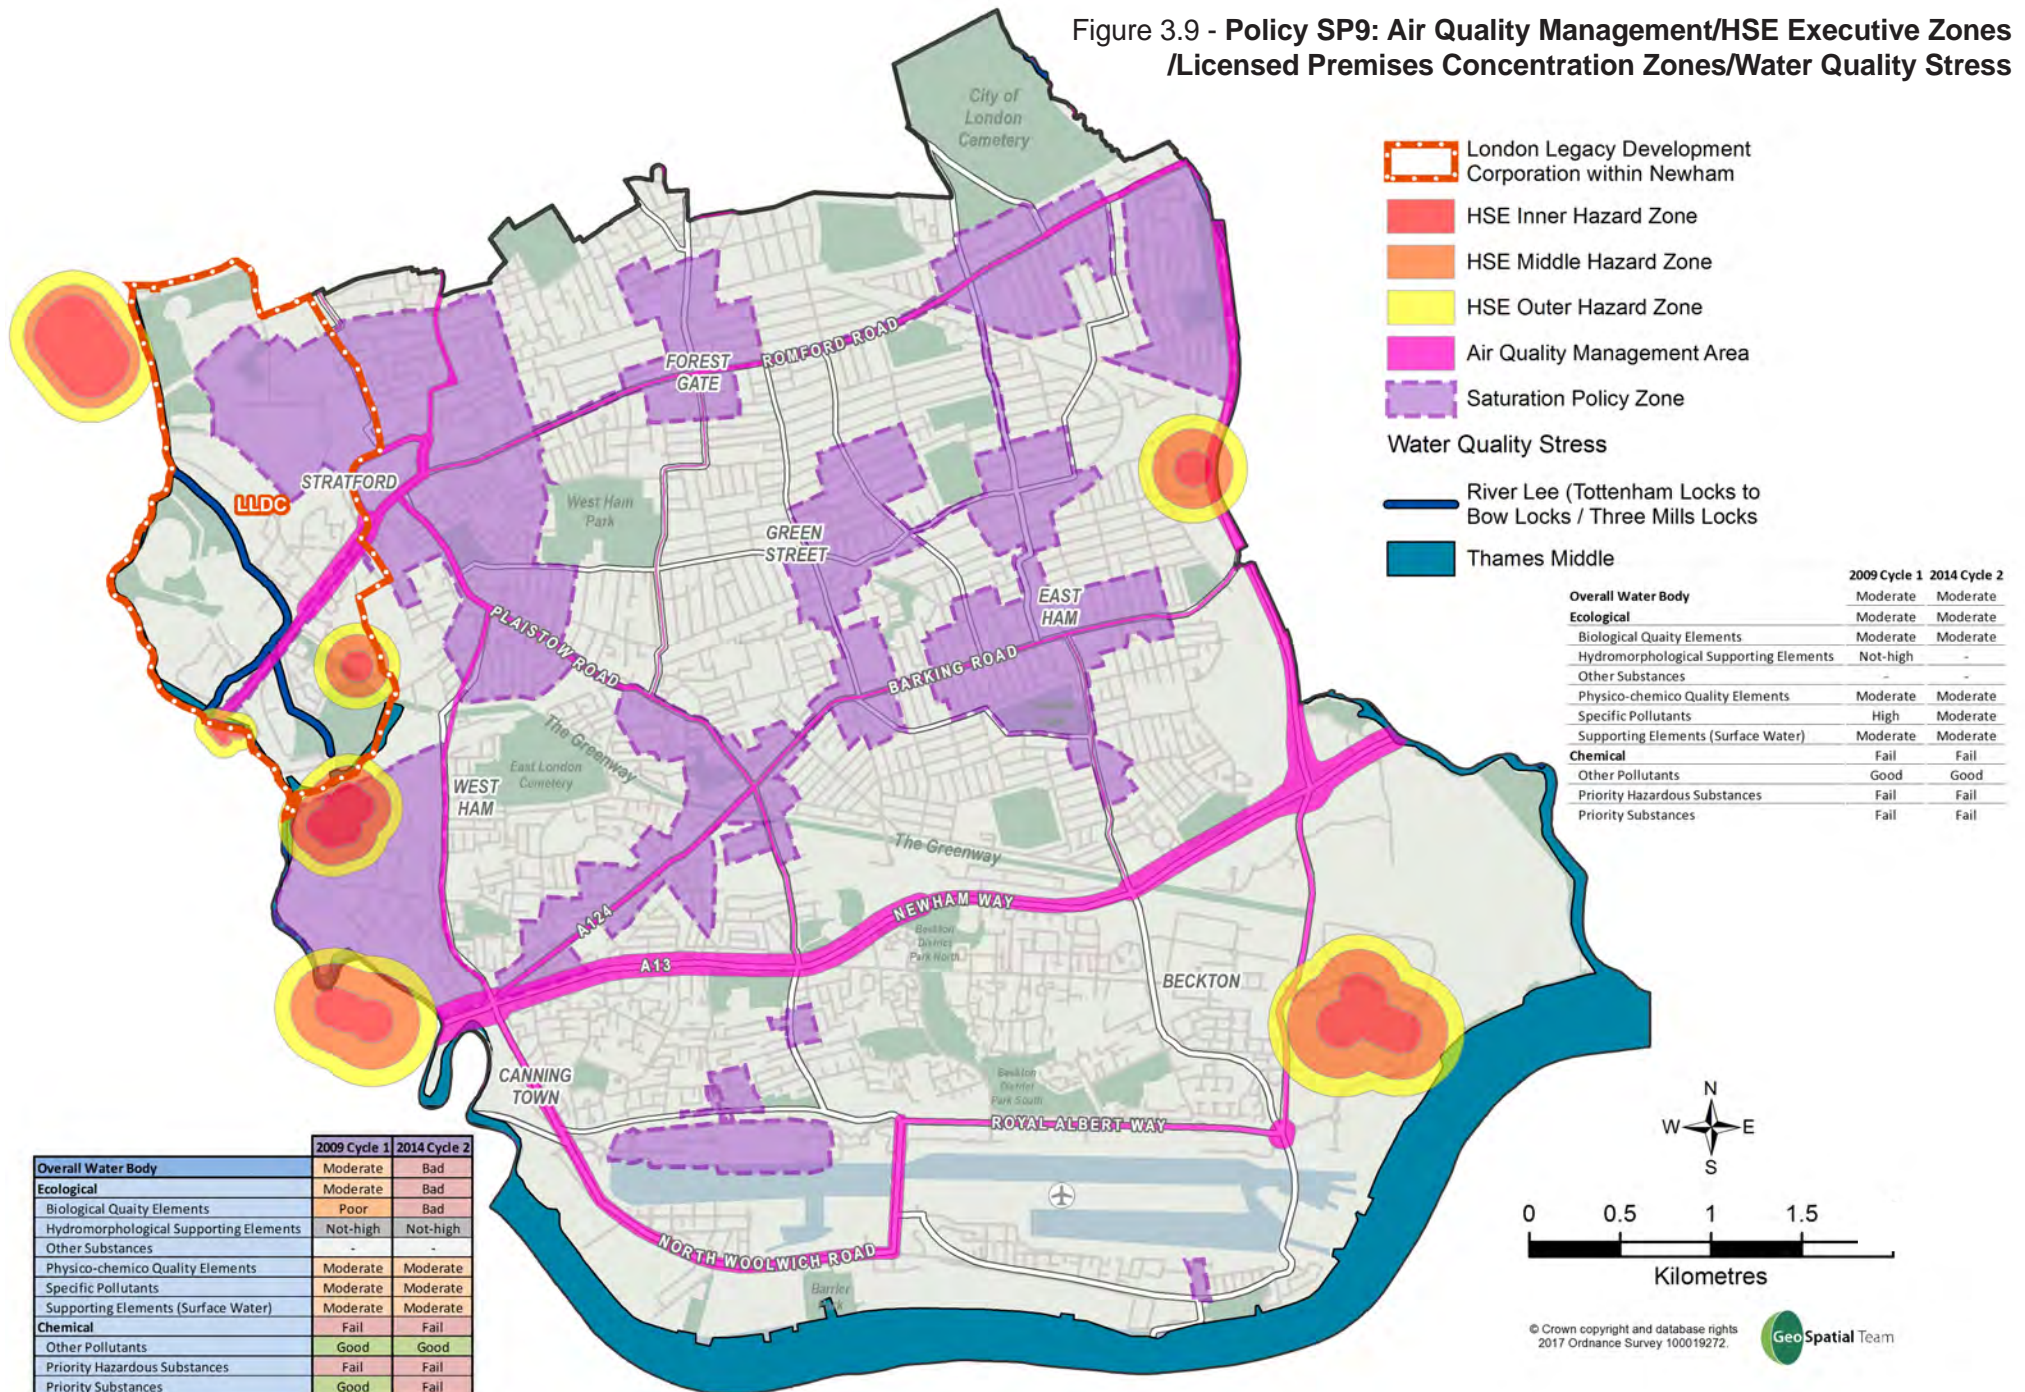 Figure 3.9 - Policy SP9: Air Quality Management/HSE Executive Zones
/Licensed Premises Concentration Zones/Water Quality Stress
London Legacy Development
Corporation within Newham
HSE Inner Hazard Zone
HSE Middle Hazard Zone
HSE Outer Hazard Zone
Air Quality Management Area
Saturation Policy Zone
Water Quality Stress
River Lee (Tottenham Locks to
Bow Locks / Three Mills Locks
Thames Middle
2009 Cycle 1 2014 Cycle 2
Overall Water Body Moderate Moderate
Ecological Moderate Moderate
Biological Quaity Elements Moderate Moderate
Hydromorphological Supporting Elements Not-high -
Other Substances - -
Physico-chemico Quality Elements Moderate Moderate
Specific Pollutants High Moderate
Supporting Elements (Surface Water) Moderate Moderate
Chemical Fail Fail
Other Pollutants Good Good
Priority Hazardous Substances Fail Fail
Priority Substances Fail Fail
City of
London
Cemetery
FOREST
GATE
ROMFORD ROAD
STRATFORD
LLDC
West Ham
Park
GREEN
STREET
EAST
HAM
PLAISTOW ROAD
BARKING ROAD
The Greenway
East London
Cemetery
WEST
HAM
The Greenway
A124
NEWHAM WAY
Beckton
District
Park North
A13
BECKTON
CANNING
TOWN
Beckton
District
Park South
ROYAL ALBERT WAY
NORTH WOOLWICH ROAD
Barrier
Park
2009 Cycle 1 2014 Cycle 2
Overall Water Body Moderate Bad
Ecological Moderate Bad
Biological Quaity Elements Poor Bad
Hydromorphological Supporting Elements Not-high Not-high
Other Substances - -
Physico-chemico Quality Elements Moderate Moderate
Specific Pollutants Moderate Moderate
Supporting Elements (Surface Water) Moderate Moderate
Chemical Fail Fail
Other Pollutants Good Good
Priority Hazardous Substances Fail Fail
Priority Substances Good Fail
N
W E
S
0 0.5 1 1.5
Kilometres
© Crown copyright and database rights
2017 Ordnance Survey 100019272.
GeoSpatial Team